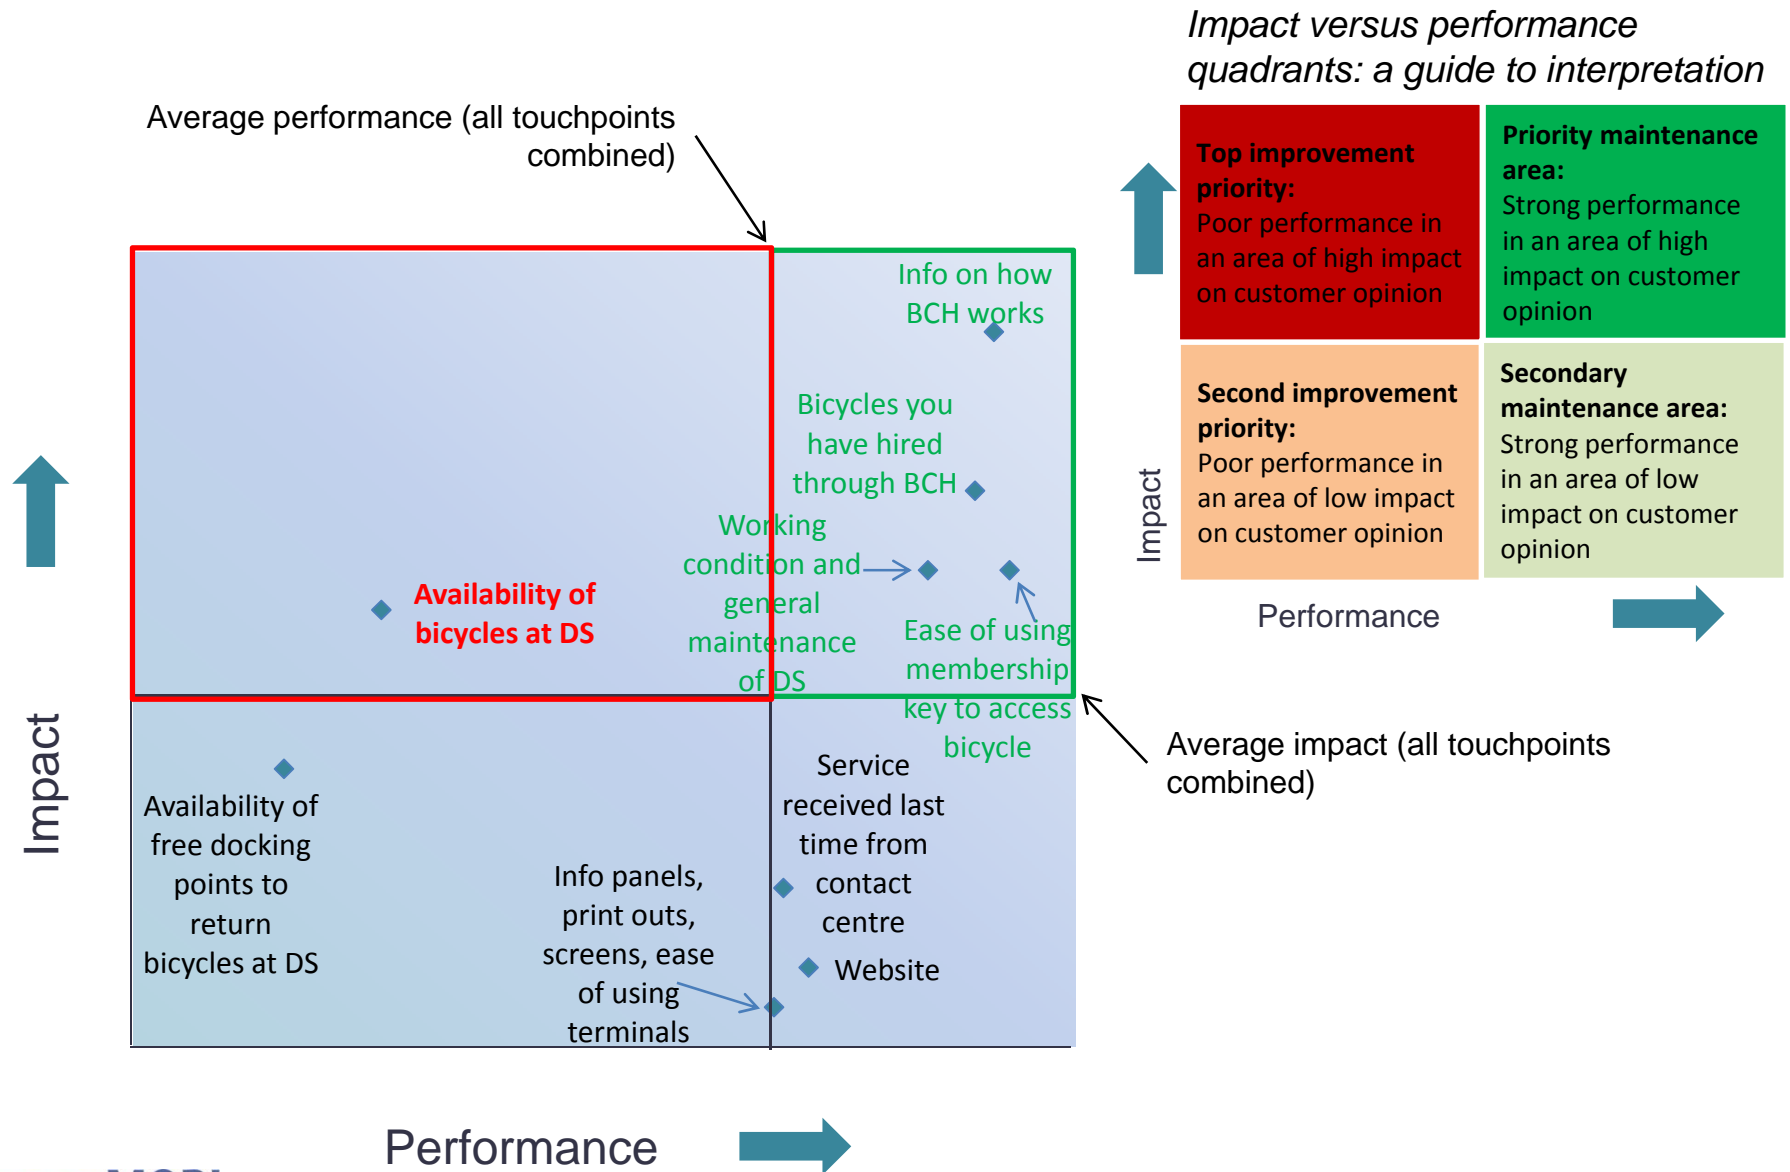 Impact versus performance
quadrants: a guide to interpretation
Average performance (all touchpoints
combined)
Top improvement
priority:
Poor performance in
an area of high impact
on customer opinion
Priority maintenance
area:
Strong performance
in an area of high
impact on customer
opinion
Second improvement
priority:
Poor performance in
an area of low impact
on customer opinion
Secondary
maintenance area:
Strong performance
in an area of low
impact on customer
opinion
Impact
Performance
Info on how
BCH works
Bicycles you
have hired
through BCH
Working
condition and
general
maintenance
of DS
Ease of using
membership
key to access
bicycle
Availability of
bicycles at DS
Average impact (all touchpoints
combined)
Impact
Availability of
free docking
points to
return
bicycles at DS
Info panels,
print outs,
screens, ease
of using
terminals
Service
received last
time from
contact
centre
Website
Performance